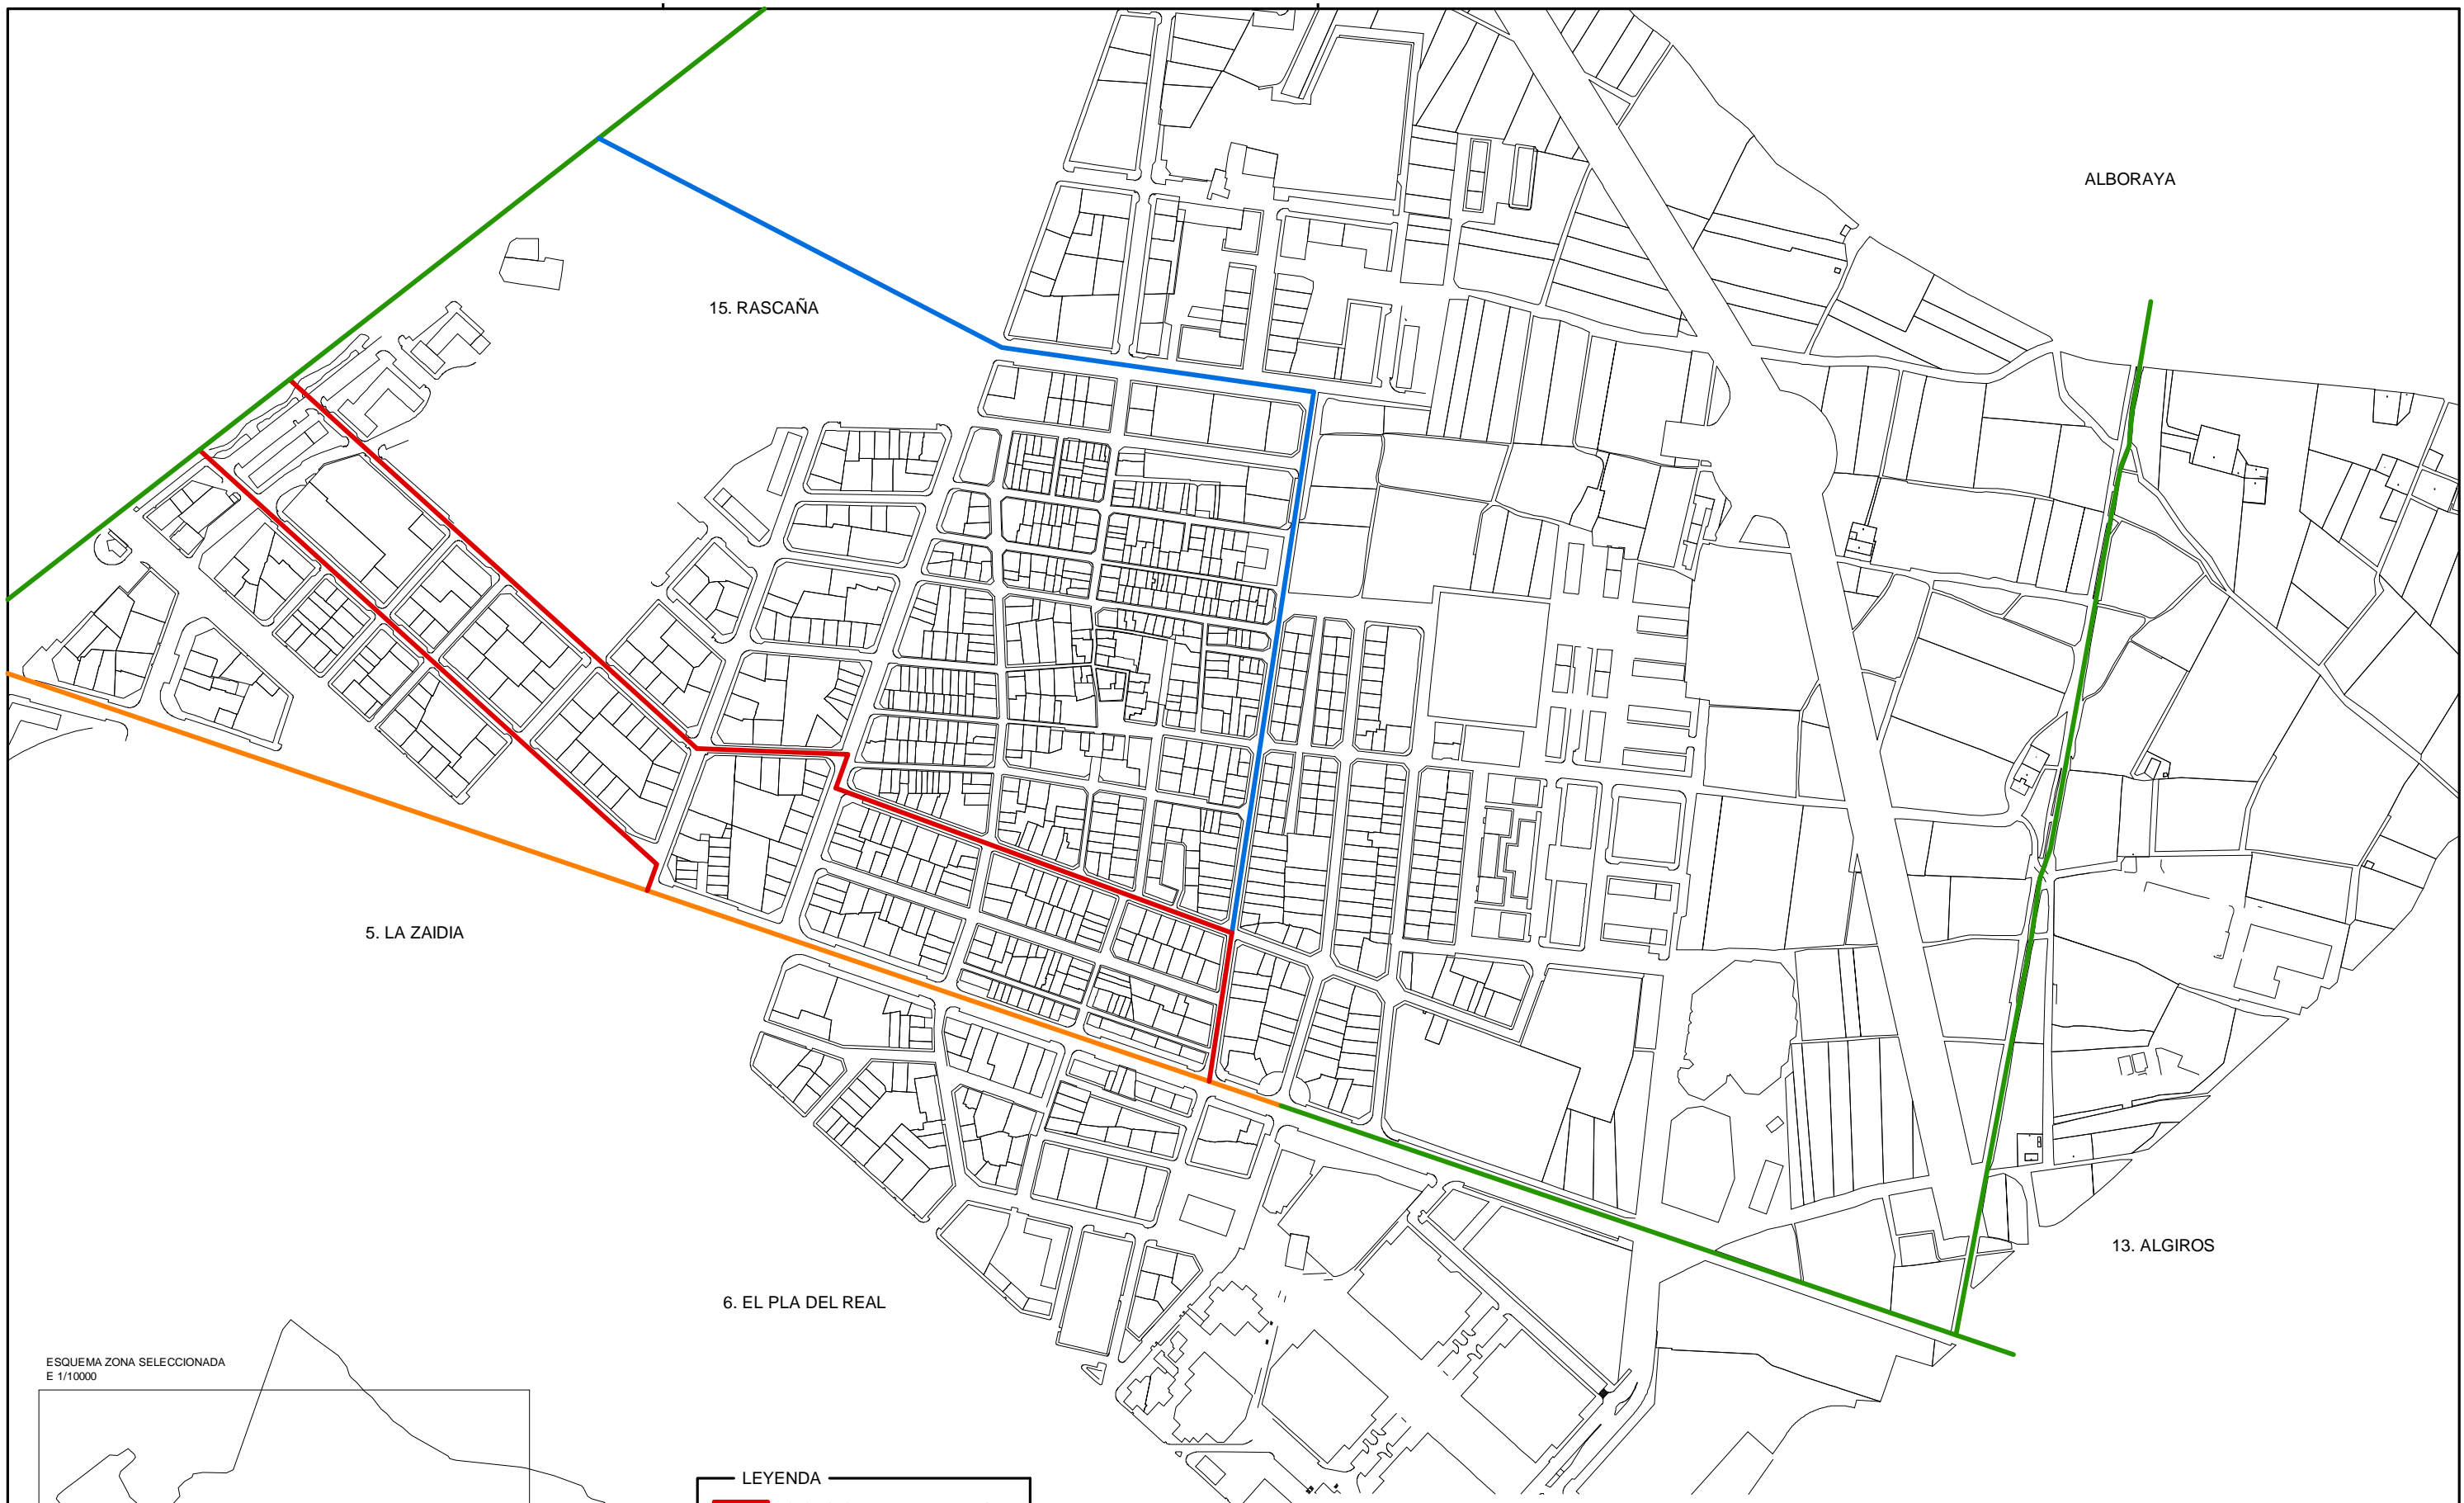 ALBORAYA
15. RASCAÑA
5. LA ZAIDIA
13. ALGIROS
6. EL PLA DEL REAL
ESQUEMA ZONA SELECCIONADA
E 1/10000
LEYENDA